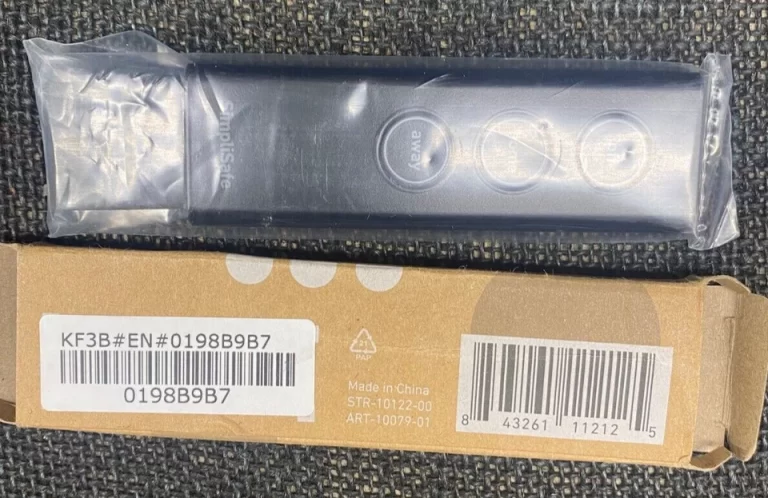 SimpliSafe
away
KF3B#EN#0198B9B7
0198B9B7
21
PAP
Made in China
STR-10122-00
ART-10079-01
8 43261 11212 5